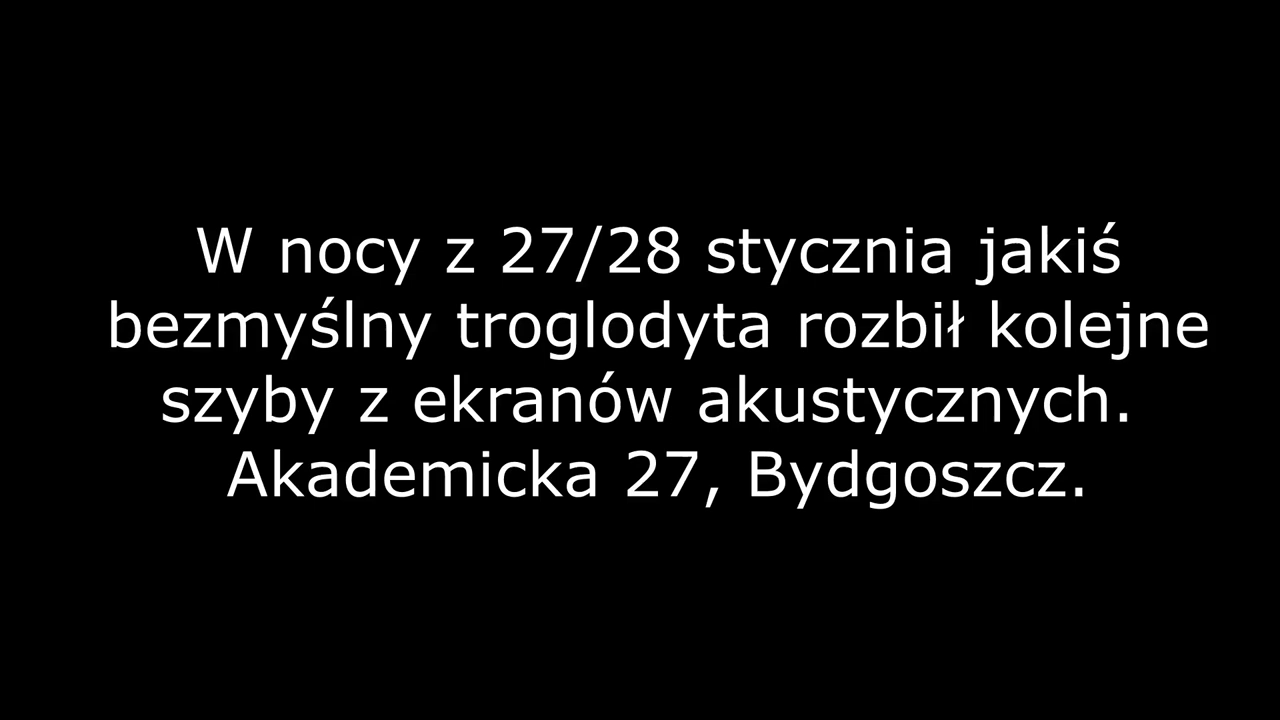 W nocy z 27/28 stycznia jakiś
bezmyślny troglodyta rozbił kolejne
szyby z ekranów akustycznych.
Akademicka 27, Bydgoszcz.